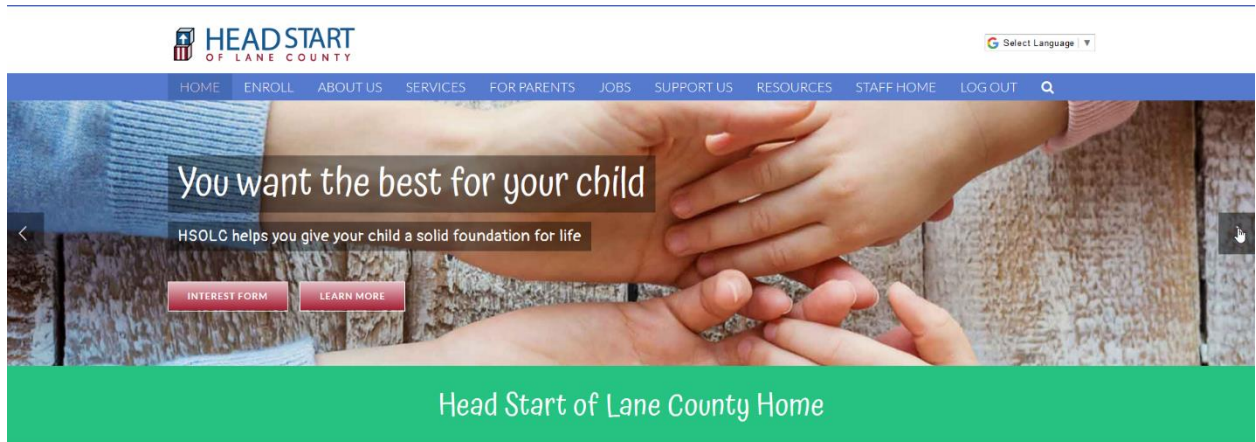 HEAD START
OF LANE COUNTY
Select Language ▼
HOME ENROLL ABOUT US SERVICES FOR PARENTS JOBS SUPPORT US RESOURCES STAFF HOME LOG OUT
You want the best for your child
HSOLC helps you give your child a solid foundation for life
INTEREST FORM LEARN MORE
Head Start of Lane County Home